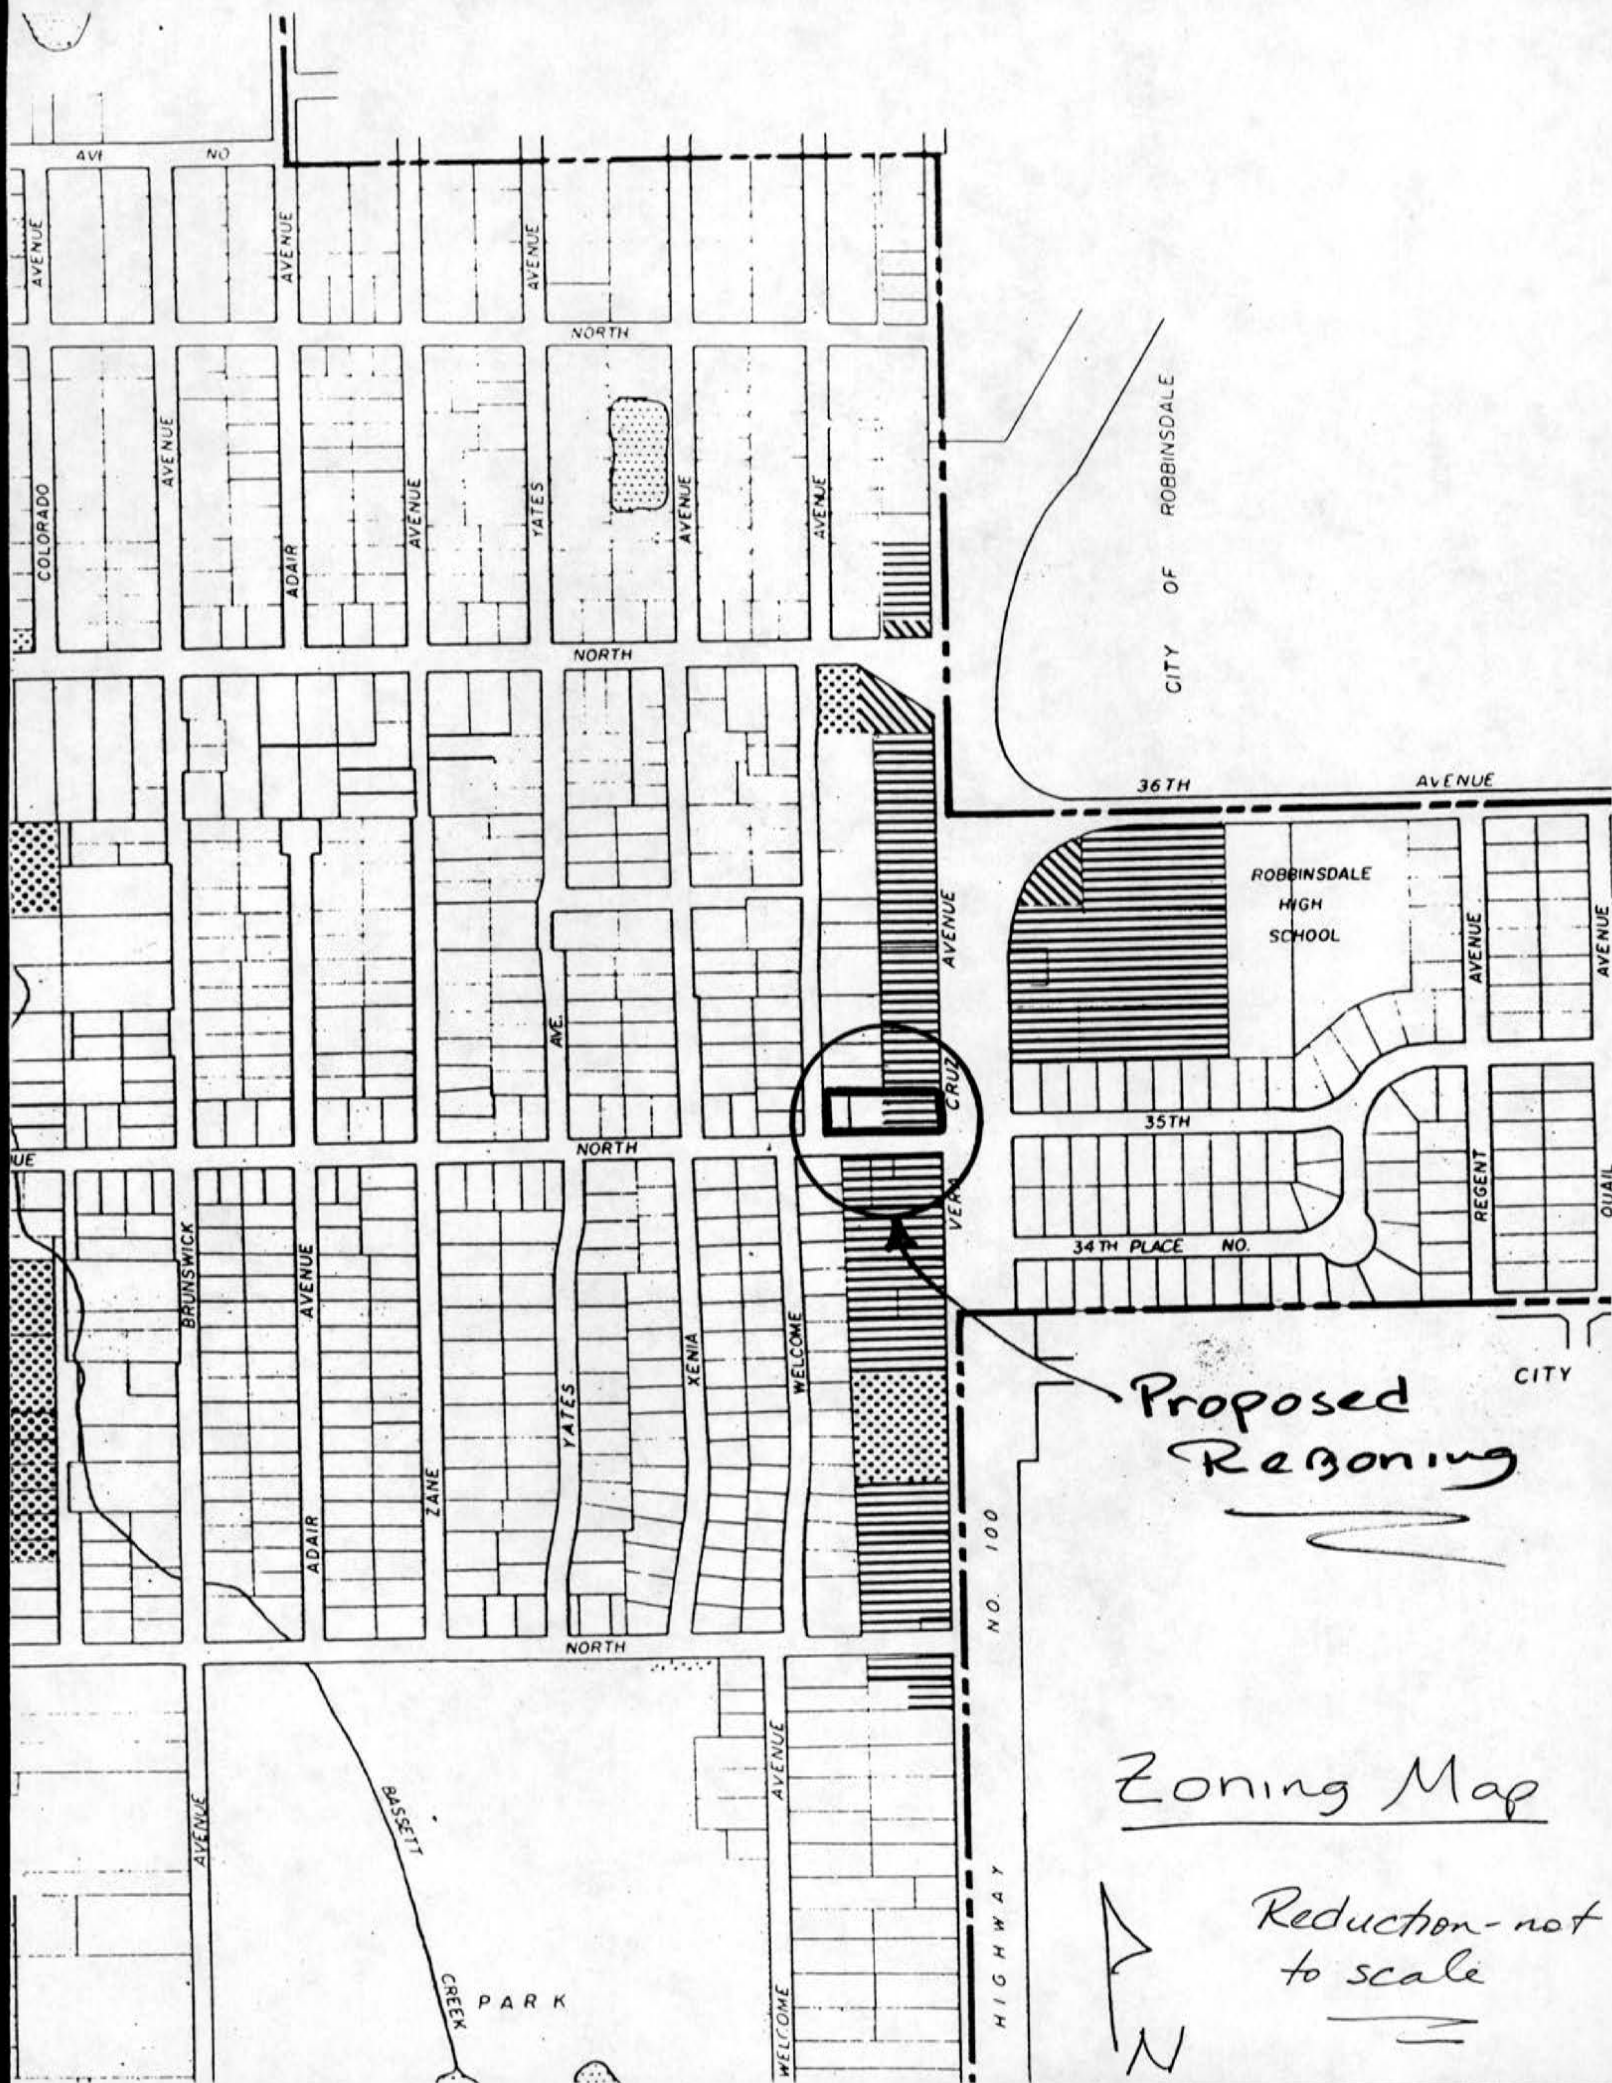 AVE NO
AVENUE
AVENUE
AVENUE
NORTH
COLORADO
AVENUE
ADAIR
AVENUE
YATES
AVENUE
AVENUE
CITY OF ROBBINSDALE
NORTH
36TH AVENUE
ROBBINSDALE
HIGH
SCHOOL
AVENUE
AVENUE
AVENUE
AVE.
CRUZ
35TH
NORTH
UE
VERA
REGENT
QUAIL
34TH PLACE NO.
BRUNSWICK
AVENUE
YATES
XENIA
WELCOME
CITY
Proposed
Rezoning
ZANE
ADAIR
NO. 100
NORTH
AVENUE
AVENUE
BASSETT
CREEK
PARK
WELCOME
HIGHWAY
Zoning Map
Reduction-not
to scale
N